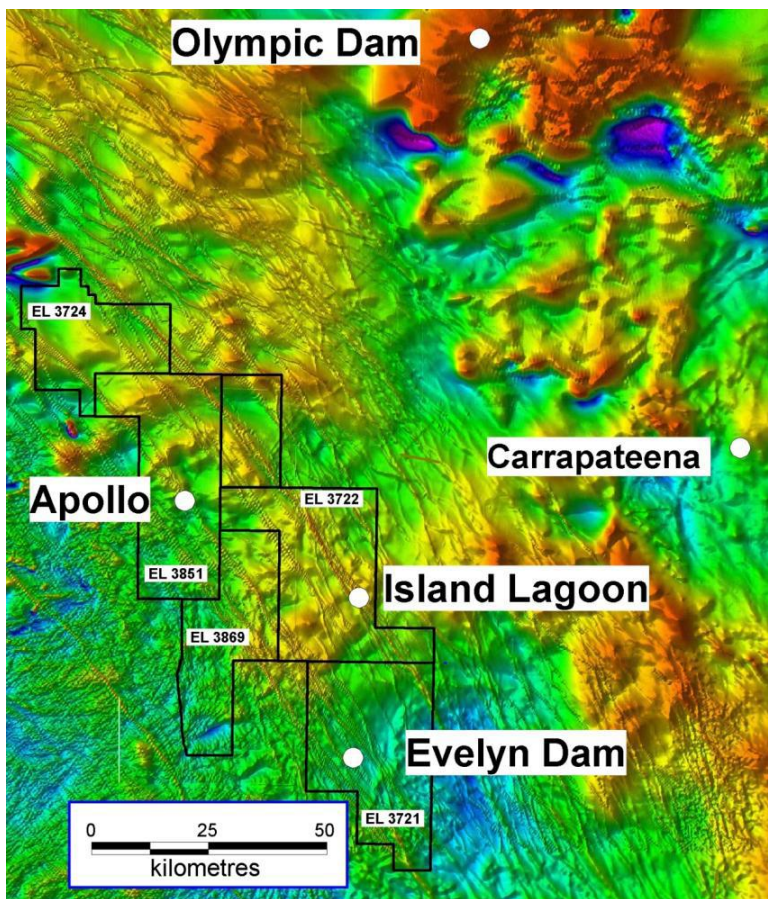 Olympic Dam
EL 3724
Carrapateena
Apollo
EL 3722
EL 3851
Island Lagoon
EL 3869
Evelyn Dam
EL 3721
0 25 50
kilometres